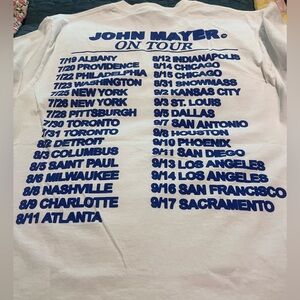 JOHN MAYER.
ON TOUR
7/19 ALBANY
7/20 PROVIDENCE
7/22 PHILADELPHIA
7/23 WASHINGTON
7/25 NEW YORK
7/26 NEW YORK
7/28 PITTSBURGH
7/30 TORONTO
7/31 TORONTO
8/2 DETROIT
8/3 COLUMBUS
8/5 SAINT PAUL
8/6 MILWAUKEE
8/8 NASHVILLE
8/9 CHARLOTTE
8/11 ATLANTA
8/12 INDIANAPOLIS
8/14 CHICAGO
8/15 CHICAGO
8/31 SNOWMASS
9/2 KANSAS CITY
9/3 ST. LOUIS
9/5 DALLAS
9/7 SAN ANTONIO
9/8 HOUSTON
9/10 PHOENIX
9/11 SAN DIEGO
9/13 LOS ANGELES
9/14 LOS ANGELES
9/16 SAN FRANCISCO
9/17 SACRAMENTO